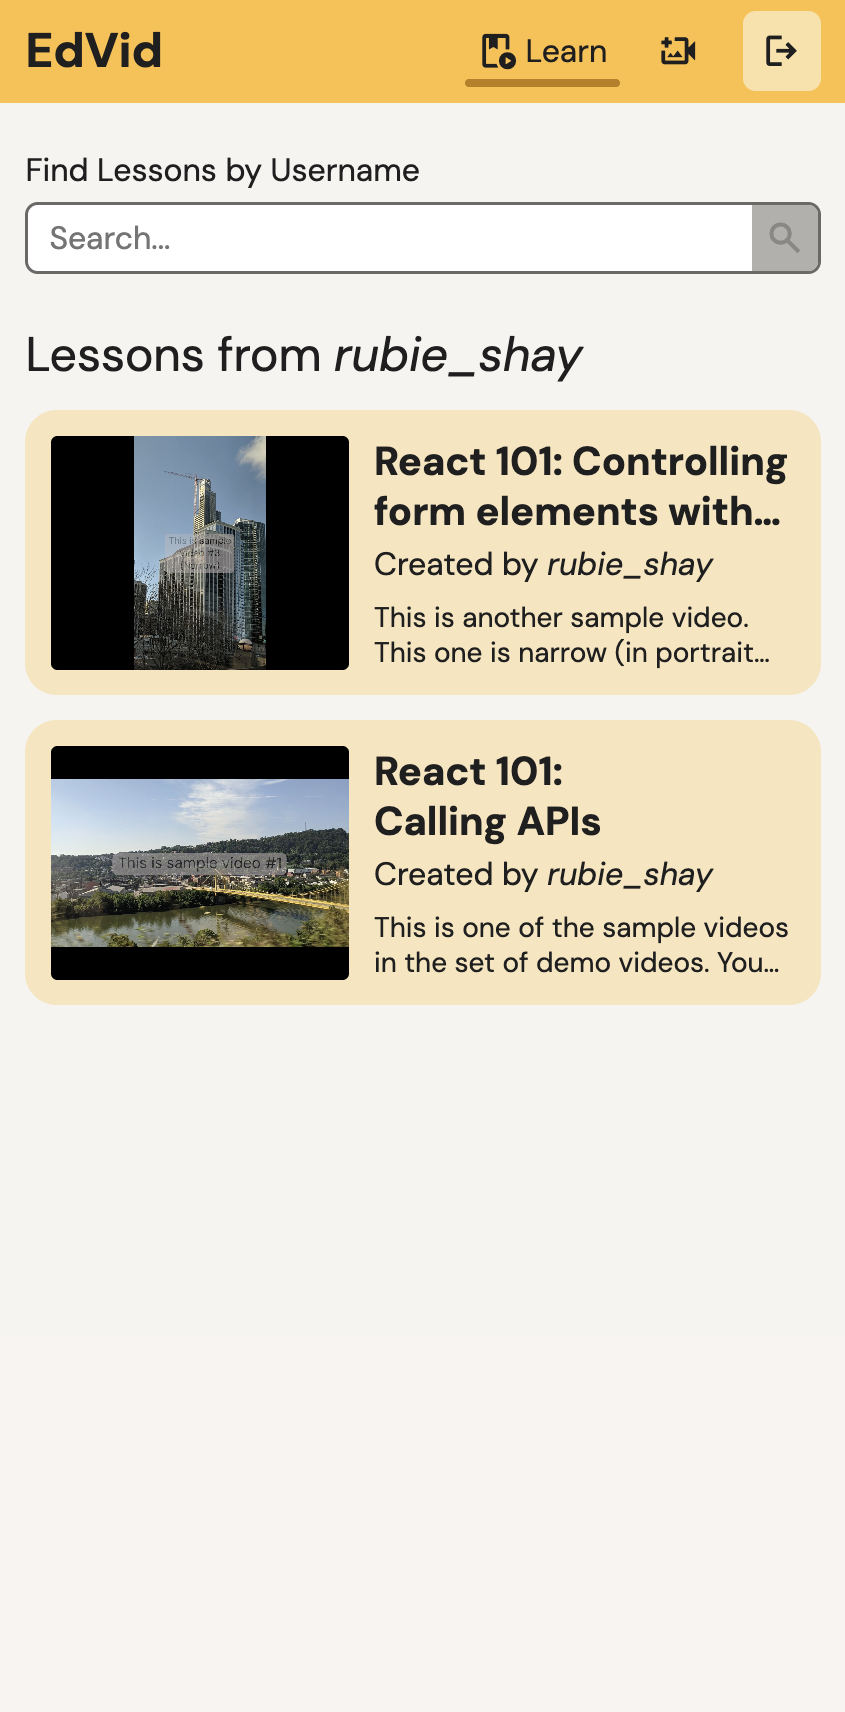 EdVid
Learn
Find Lessons by Username
Search...
Lessons from rubie_shay
This is sample
video #3
(Narrow)
React 101: Controlling
form elements with...
Created by rubie_shay
This is another sample video.
This one is narrow (in portrait...
This is sample video #1
React 101:
Calling APIs
Created by rubie_shay
This is one of the sample videos
in the set of demo videos. You...